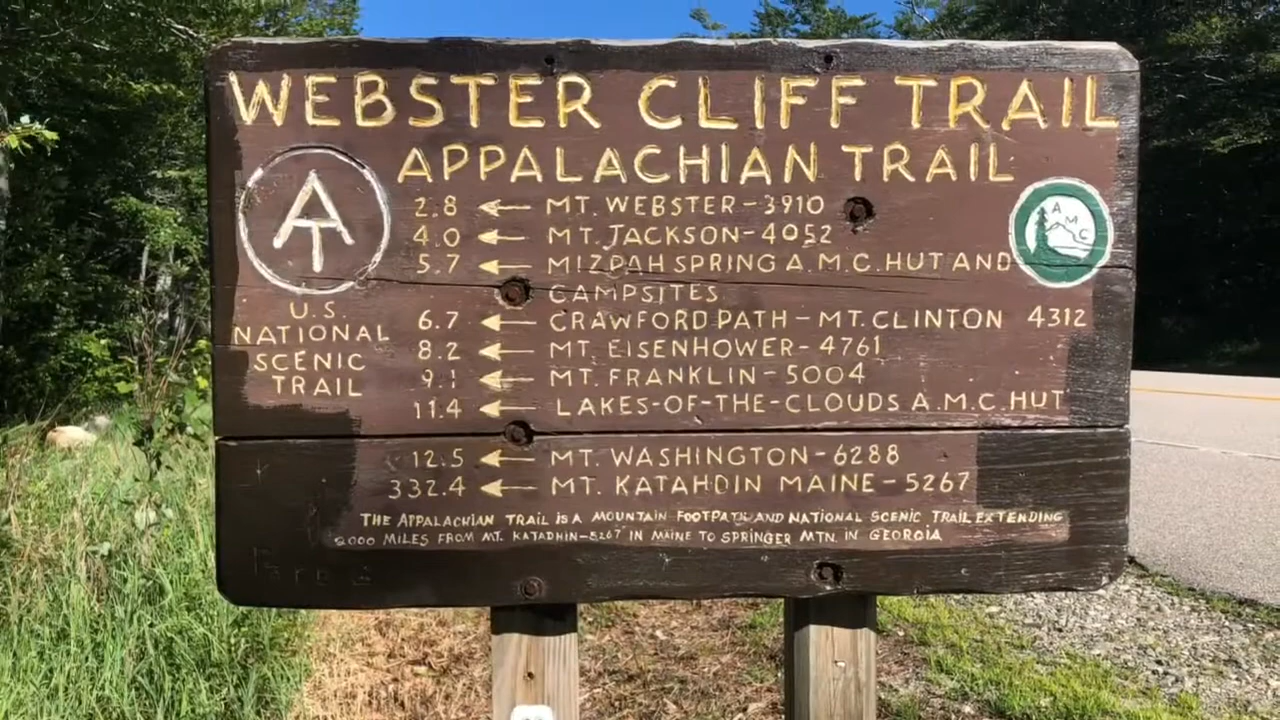 WEBSTER CLIFF TRAIL
APPALACHIAN TRAIL
AT
U.S.
NATIONAL
SCENIC
TRAIL
AMC
2.8 ← MT. WEBSTER-3910
4.0 ← MT. JACKSON-4052
5.7 ← MIZPAH SPRING A.M.C. HUT AND
CAMPSITES
6.7 ← CRAWFORD PATH - MT. CLINTON 4312
8.2 ← MT. EISENHOWER-4761
9.1 ← MT. FRANKLIN-5004
11.4 ← LAKES-OF-THE-CLOUDS A.M.C. HUT
12.5 ← MT. WASHINGTON-6288
332.4 ← MT. KATAHDIN MAINE-5267
THE APPALACHIAN TRAIL IS A MOUNTAIN FOOTPATH AND NATIONAL SCENIC TRAIL EXTENDING
2000 MILES FROM MT. KATADHIN-5267 IN MAINE TO SPRINGER MTN. IN GEORGIA